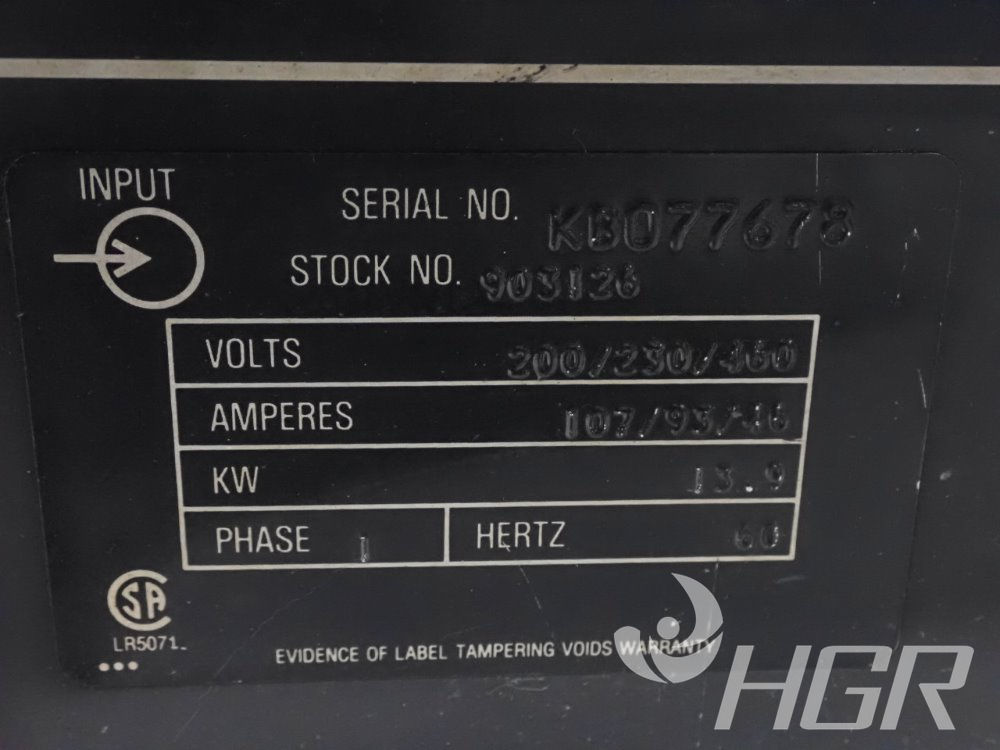 INPUT
SERIAL NO. KB077678
STOCK NO. 903126
VOLTS 200/230/460
AMPERES 107/93/46
KW 13.9
PHASE 1 HERTZ 60
CSA
LR5071
EVIDENCE OF LABEL TAMPERING VOIDS WARRANTY
HGR